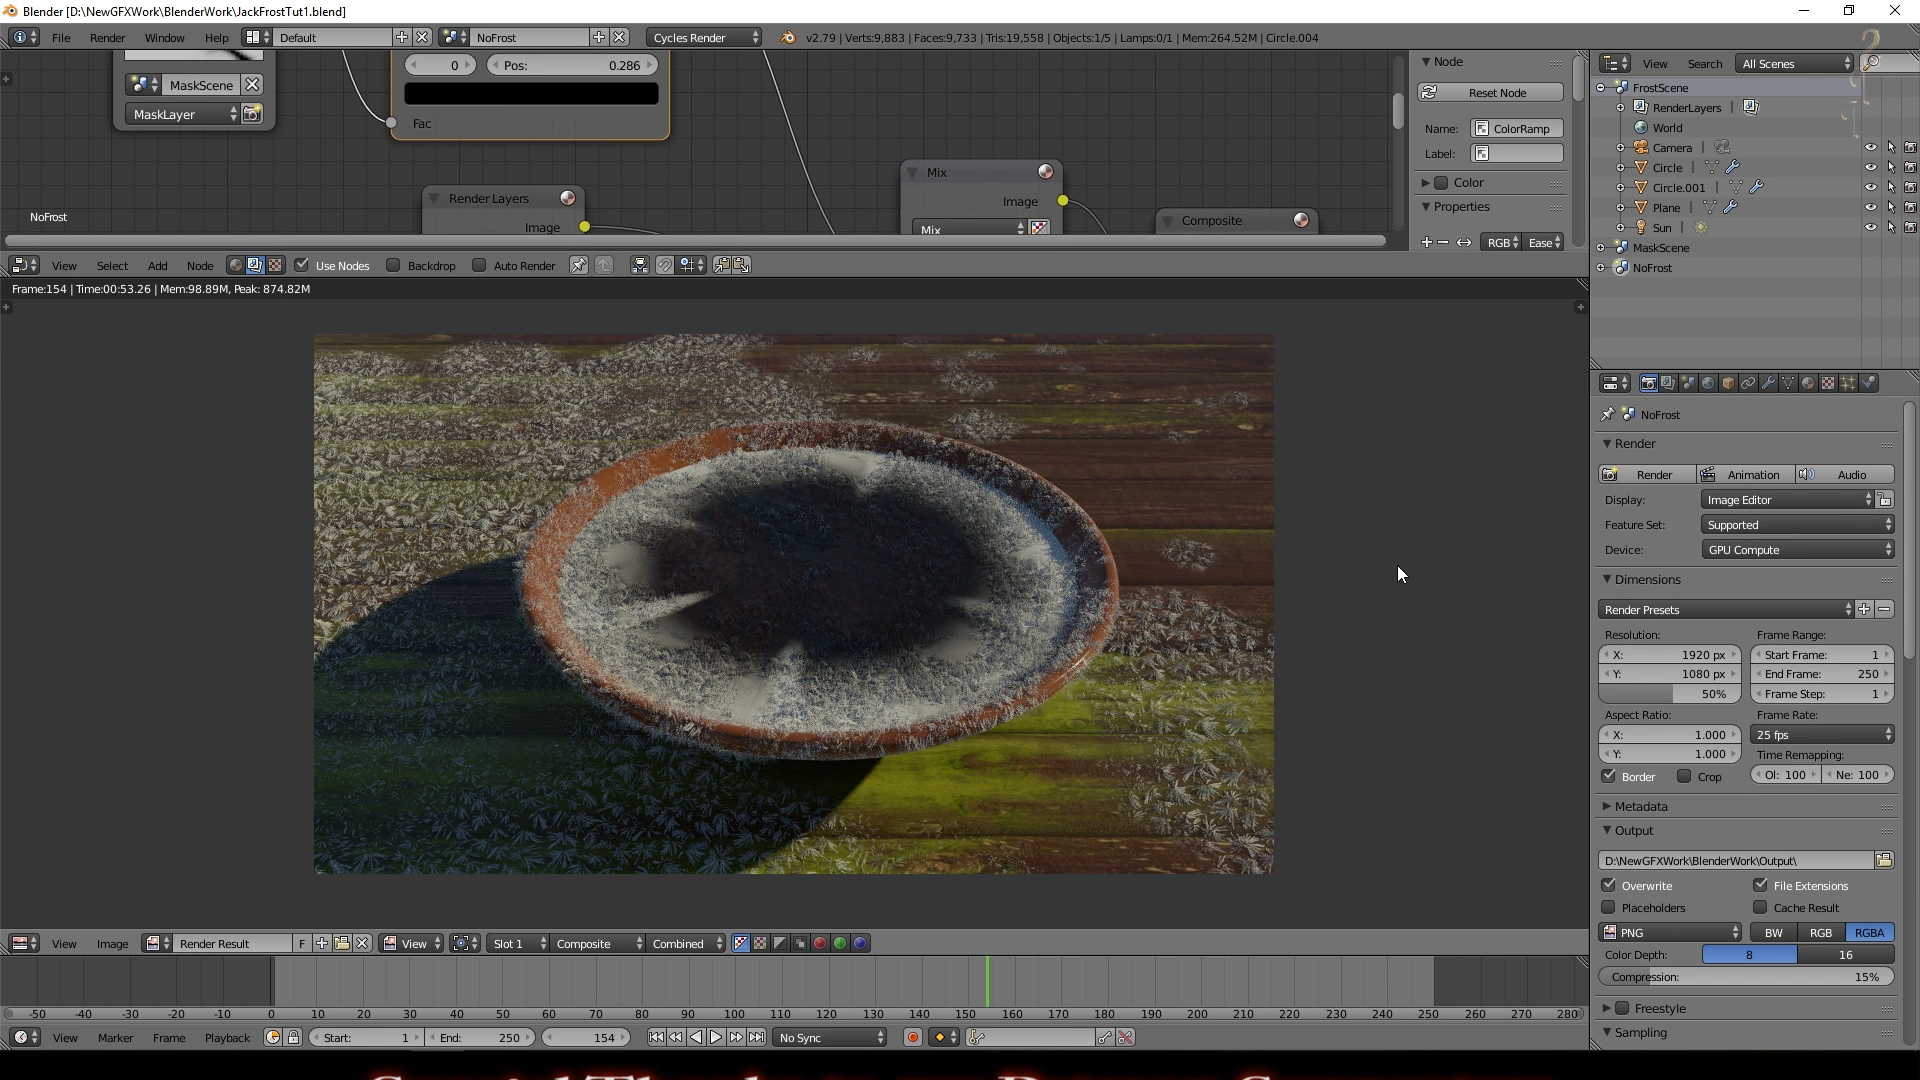 Blender [D:\NewGFXWork\BlenderWork\JackFrostTut1.blend]
File Render Window Help Default NoFrost Cycles Render v2.79 | Verts:9,883 | Faces:9,733 | Tris:19,558 | Objects:1/5 | Lamps:0/1 | Mem:264.52M | Circle.004
0 Pos: 0.286
MaskScene
MaskLayer
Fac
Render Layers
Image
Mix
Image
Mix
Composite
NoFrost
Node
Reset Node
Name: ColorRamp
Label:
Color
Properties
RGB Ease
View Search All Scenes
FrostScene
RenderLayers
World
Camera
Circle
Circle.001
Plane
Sun
MaskScene
NoFrost
View Select Add Node Use Nodes Backdrop Auto Render
Frame:154 | Time:00:53.26 | Mem:98.89M, Peak: 874.82M
NoFrost
Render
Render Animation Audio
Display: Image Editor
Feature Set: Supported
Device: GPU Compute
Dimensions
Render Presets
Resolution: Frame Range:
X: 1920 px Start Frame: 1
Y: 1080 px End Frame: 250
50% Frame Step: 1
Aspect Ratio: Frame Rate:
X: 1.000 25 fps
Y: 1.000 Time Remapping:
Border Crop Ol: 100 Ne: 100
Metadata
Output
D:\NewGFXWork\BlenderWork\Output\
Overwrite File Extensions
Placeholders Cache Result
PNG BW RGB RGBA
Color Depth: 8 16
Compression: 15%
Freestyle
Sampling
View Image Render Result F View Slot 1 Composite Combined
-50 -40 -30 -20 -10 0 10 20 30 40 50 60 70 80 90 100 110 120 130 140 150 160 170 180 190 200 210 220 230 240 250 260 270 280
View Marker Frame Playback Start: 1 End: 250 154 No Sync